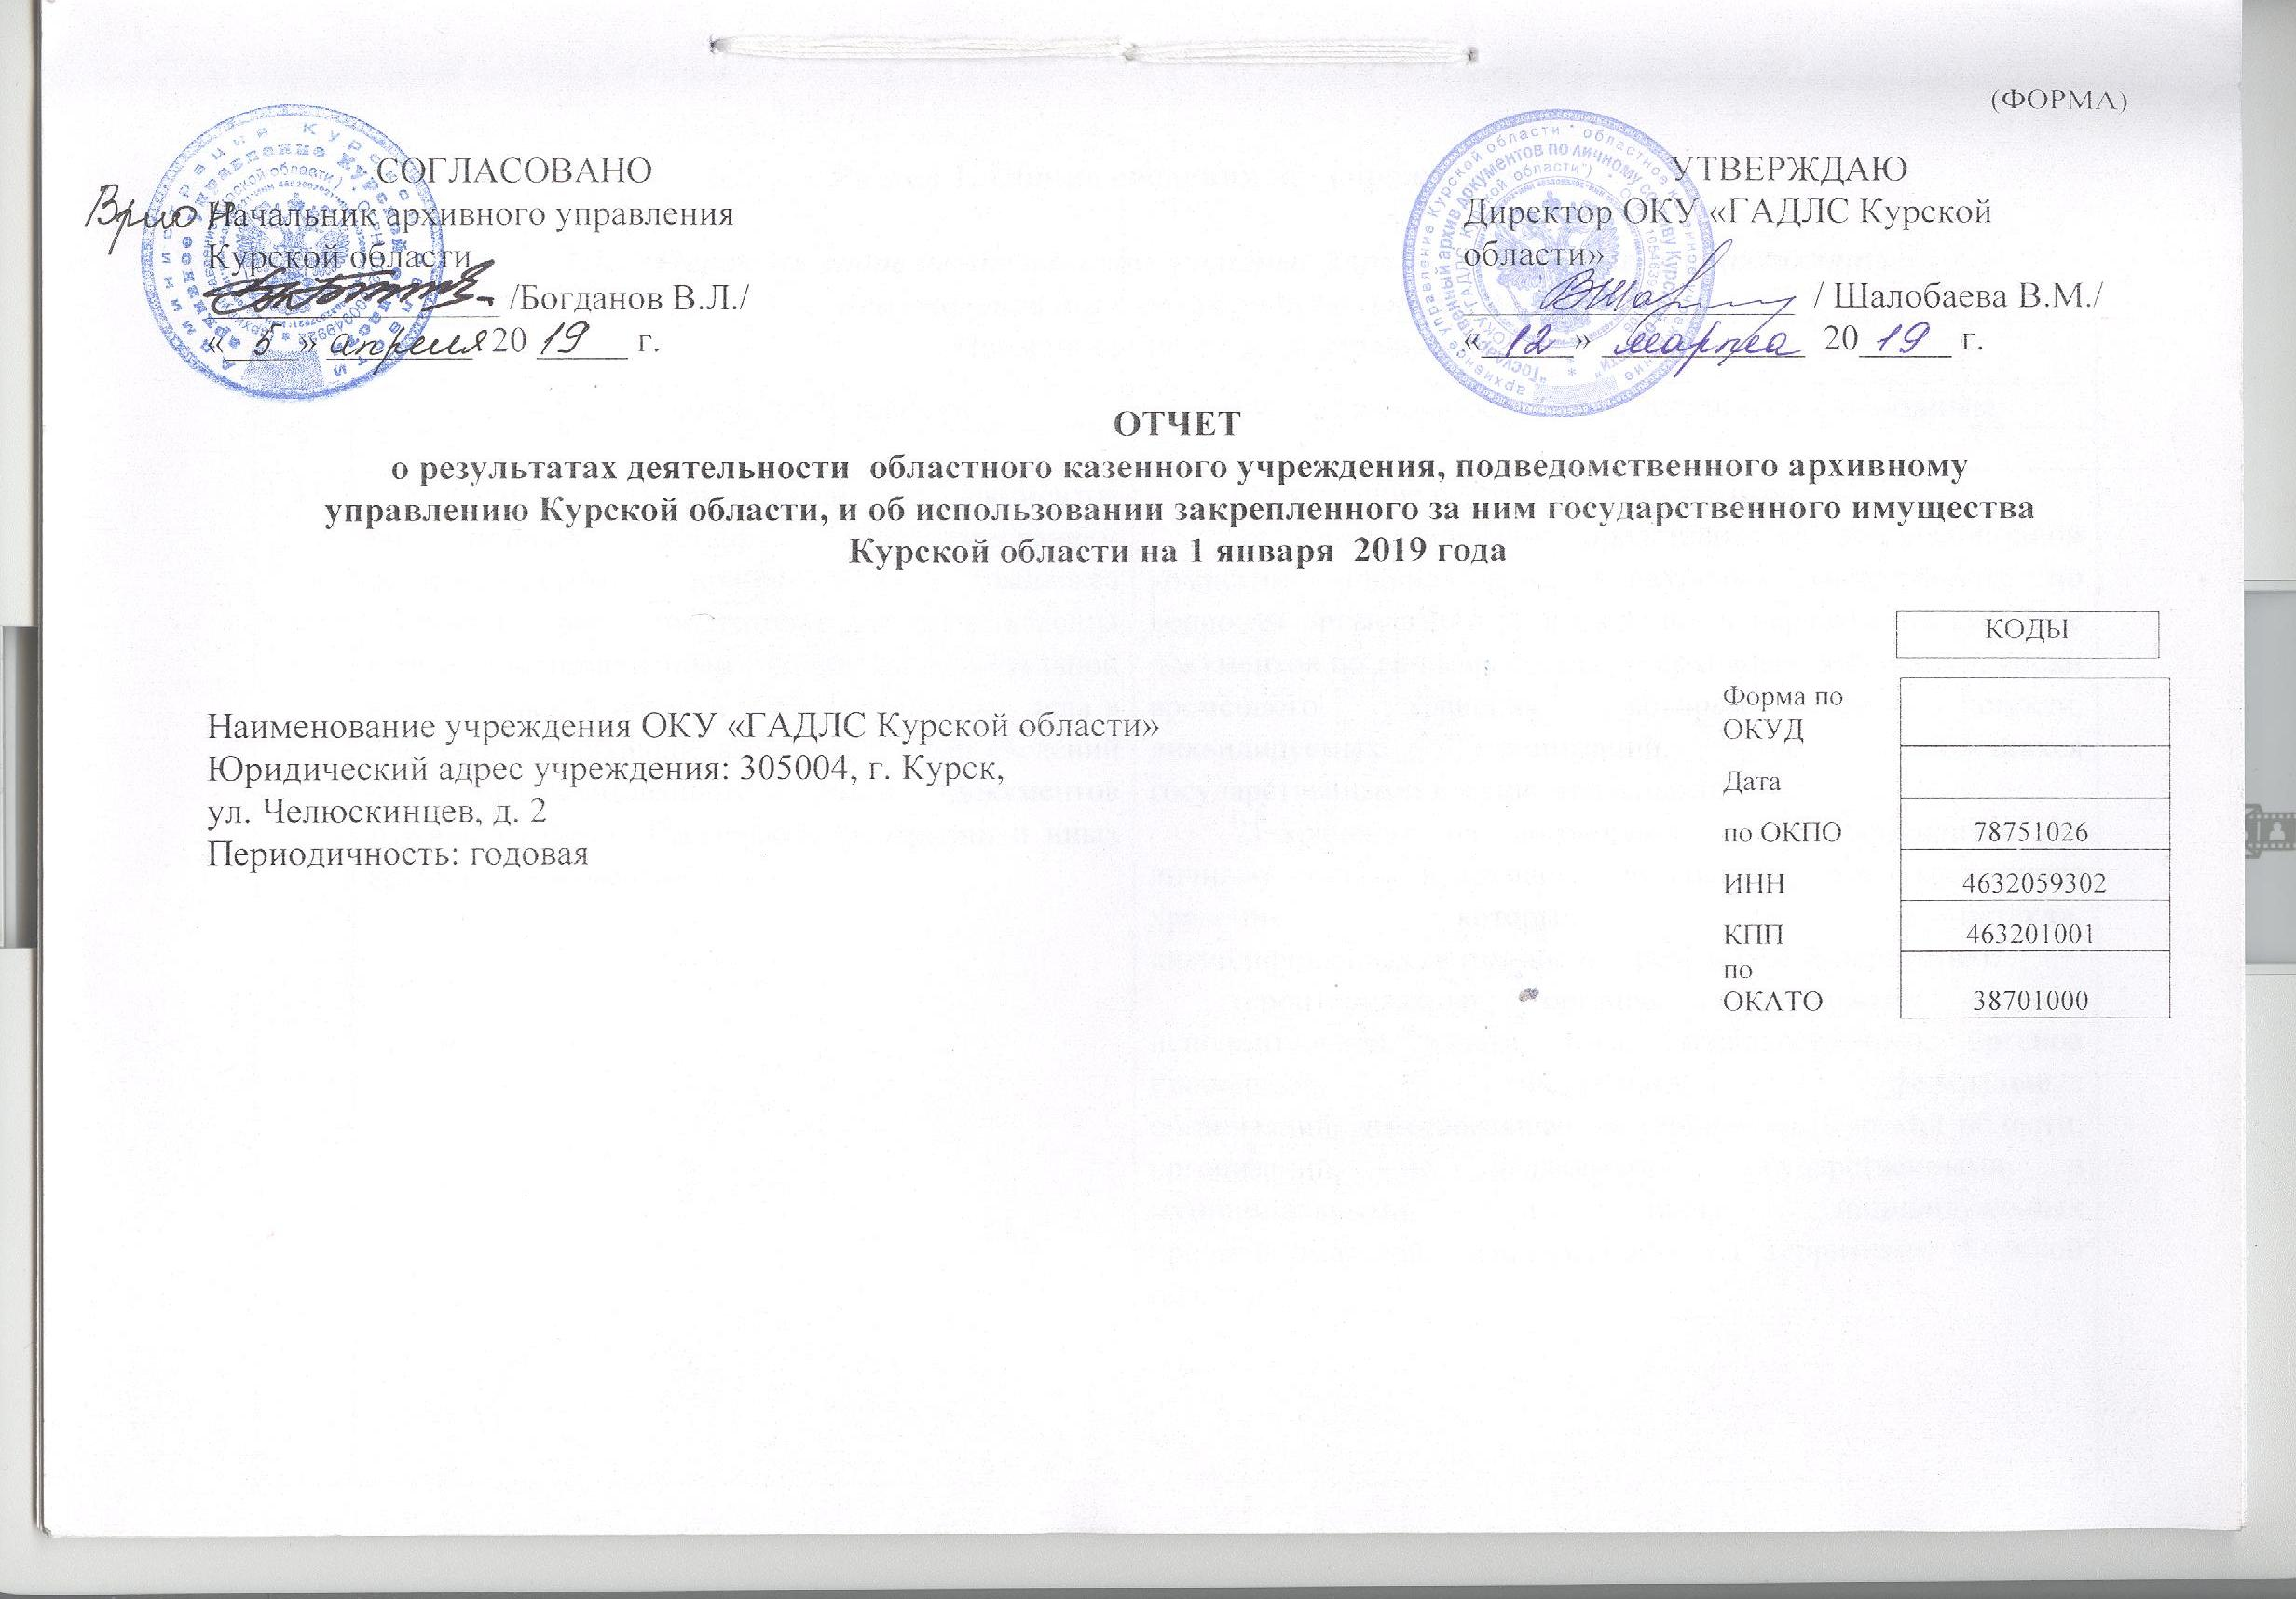 (ФОРМА)
СОГЛАСОВАНО
Врио Начальник архивного управления
Курской области
/Богданов В.Л./
« 5 » апреля 20 19 г.
УТВЕРЖДАЮ
Директор ОКУ «ГАДЛС Курской
области»
/ Шалобаева В.М./
« 12 » марта 20 19 г.
ОТЧЕТ
о результатах деятельности областного казенного учреждения, подведомственного архивному
управлению Курской области, и об использовании закрепленного за ним государственного имущества
Курской области на 1 января 2019 года
КОДЫ
Наименование учреждения ОКУ «ГАДЛС Курской области»
Юридический адрес учреждения: 305004, г. Курск,
ул. Челюскинцев, д. 2
Периодичность: годовая
Форма по
ОКУД
Дата
по ОКПО 78751026
ИНН 4632059302
КПП 463201001
по
ОКАТО 38701000